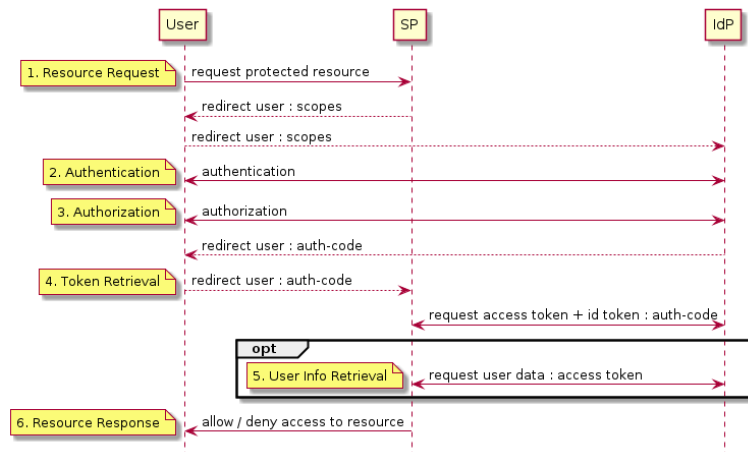 User SP IdP
1. Resource Request request protected resource
redirect user : scopes
redirect user : scopes
2. Authentication authentication
3. Authorization authorization
redirect user : auth-code
4. Token Retrieval redirect user : auth-code
request access token + id token : auth-code
opt
5. User Info Retrieval request user data : access token
6. Resource Response allow / deny access to resource